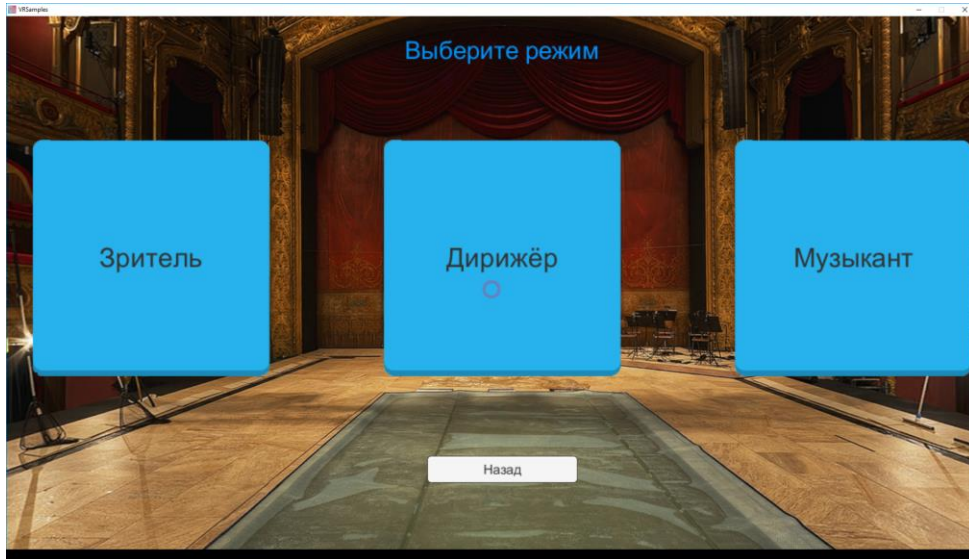 VRSamples
Выберите режим
Зритель
Дирижёр
Музыкант
Назад